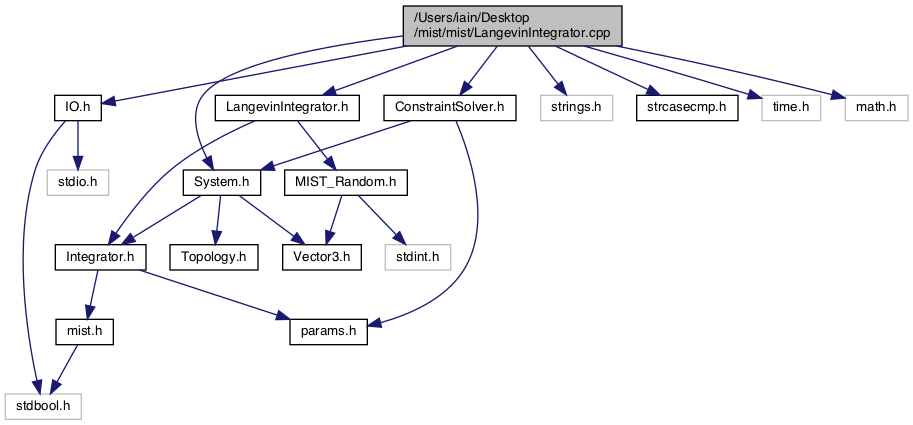 /Users/iain/Desktop
/mist/mist/LangevinIntegrator.cpp
IO.h
LangevinIntegrator.h
ConstraintSolver.h
strings.h
strcasecmp.h
time.h
math.h
stdio.h
System.h
MIST_Random.h
Integrator.h
Topology.h
Vector3.h
stdint.h
mist.h
params.h
stdbool.h